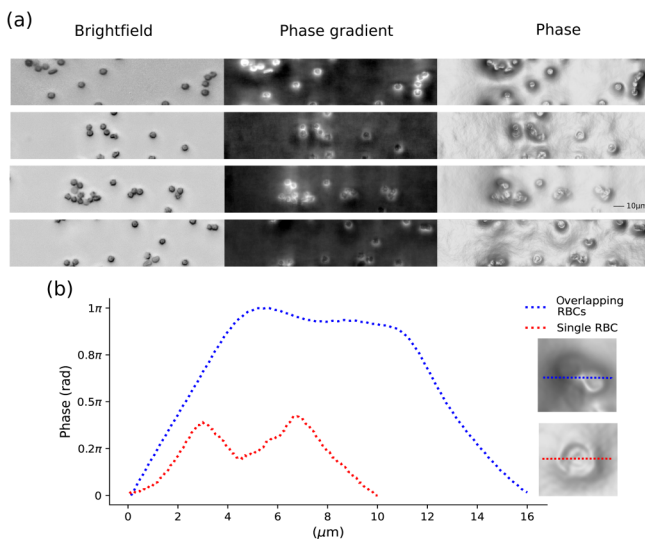 (a)
Brightfield Phase gradient Phase
10μm
(b)
Overlapping
RBCs
Single RBC
Phase (rad)
1π
0.8π
0.5π
0.2π
0
0 2 4 6 8 10 12 14 16
(μm)